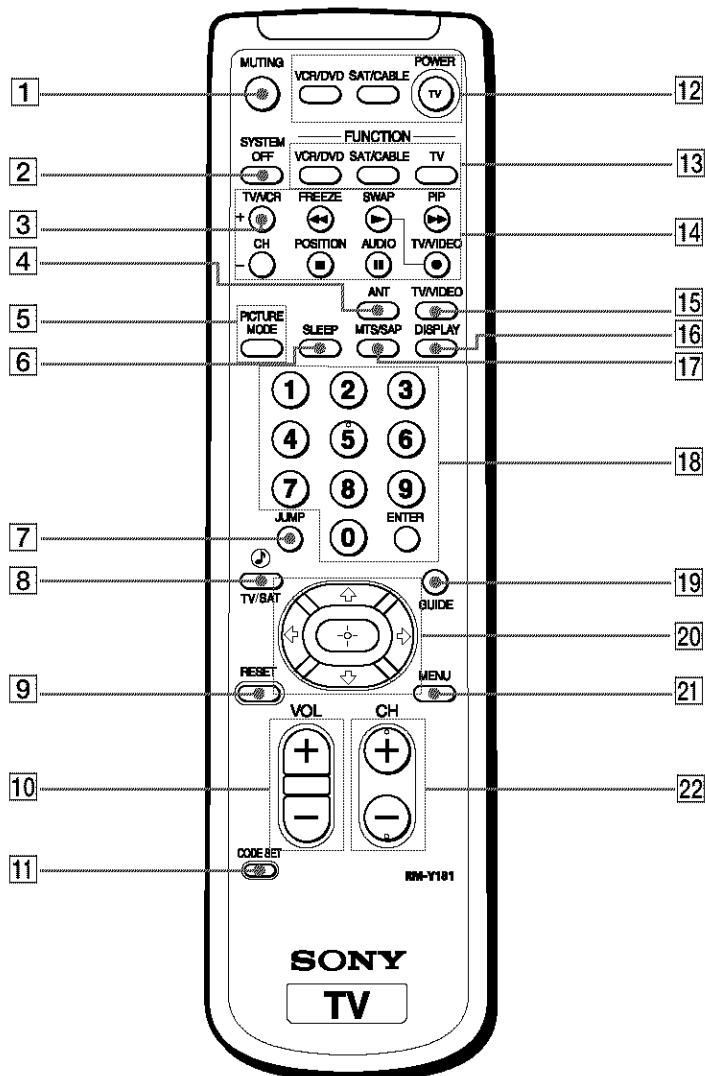 POWER
MUTING
VCR/DVD SAT/CABLE
TV
1
12
FUNCTION
SYSTEM
OFF
VCR/DVD SAT/CABLE TV
2
13
TV/VCR FREEZE SWAP PIP
+
3
14
CH POSITION AUDIO TV/VIDEO
−
4
ANT TV/VIDEO
15
5
PICTURE
MODE
SLEEP MTS/SAP DISPLAY
16
6
17
1 2 3
4 5 6
18
7 8 9
JUMP ENTER
7
0
8
TV/SAT
GUIDE
19
20
RESET MENU
9
21
VOL CH
+ +
10
22
− −
CODE SET
11
RM-Y181
SONY
TV